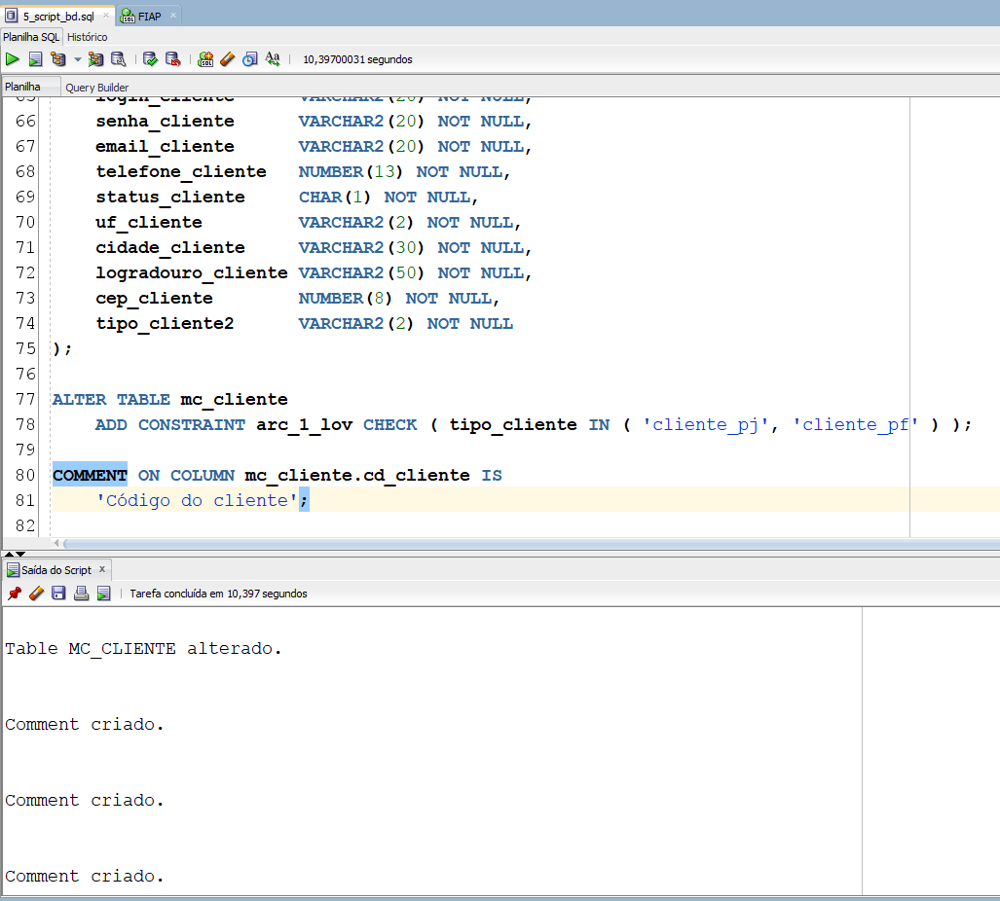 5_script_bd.sql × FIAP ×
Planilha SQL Histórico
10,39700031 segundos
Planilha Query Builder
65 login_cliente VARCHAR2(20) NOT NULL,
66 senha_cliente VARCHAR2(20) NOT NULL,
67 email_cliente VARCHAR2(20) NOT NULL,
68 telefone_cliente NUMBER(13) NOT NULL,
69 status_cliente CHAR(1) NOT NULL,
70 uf_cliente VARCHAR2(2) NOT NULL,
71 cidade_cliente VARCHAR2(30) NOT NULL,
72 logradouro_cliente VARCHAR2(50) NOT NULL,
73 cep_cliente NUMBER(8) NOT NULL,
74 tipo_cliente2 VARCHAR2(2) NOT NULL
75 );
76
77 ALTER TABLE mc_cliente
78 ADD CONSTRAINT arc_1_lov CHECK ( tipo_cliente IN ( 'cliente_pj', 'cliente_pf' ) );
79
80 COMMENT ON COLUMN mc_cliente.cd_cliente IS
81 'Código do cliente';
82
Saída do Script ×
Tarefa concluída em 10,397 segundos
Table MC_CLIENTE alterado.
Comment criado.
Comment criado.
Comment criado.